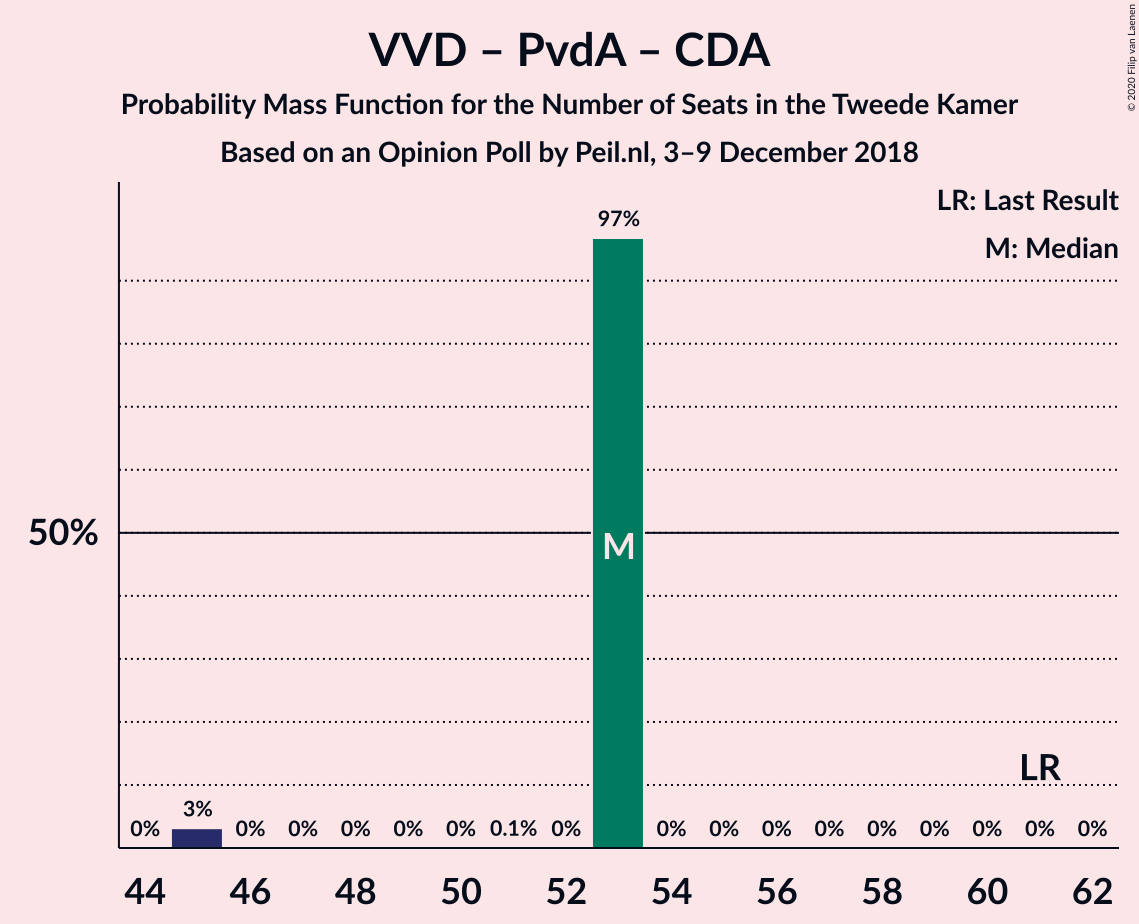 VVD – PvdA – CDA
Probability Mass Function for the Number of Seats in the Tweede Kamer
Based on an Opinion Poll by Peil.nl, 3–9 December 2018
© 2020 Filip van Laenen
LR: Last Result
M: Median
97%
50%
M
LR
0% 3% 0% 0% 0% 0% 0% 0.1% 0% 0% 0% 0% 0% 0% 0% 0% 0% 0%
44 46 48 50 52 54 56 58 60 62